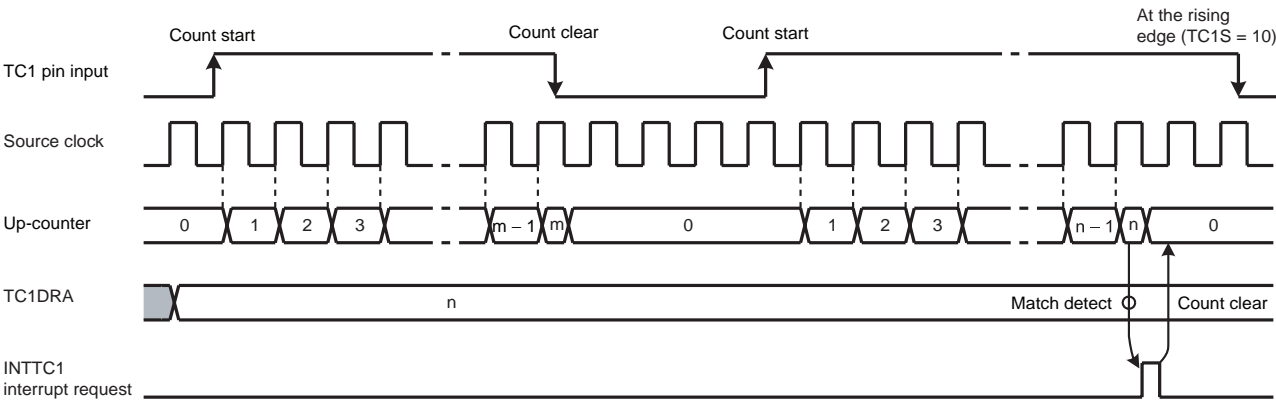 At the rising
edge (TC1S = 10)
Count start
Count clear
Count start
TC1 pin input
Source clock
Up-counter
0 1 2 3 m – 1 m 0 1 2 3 n – 1 n 0
TC1DRA
n
Match detect
Count clear
INTTC1
interrupt request